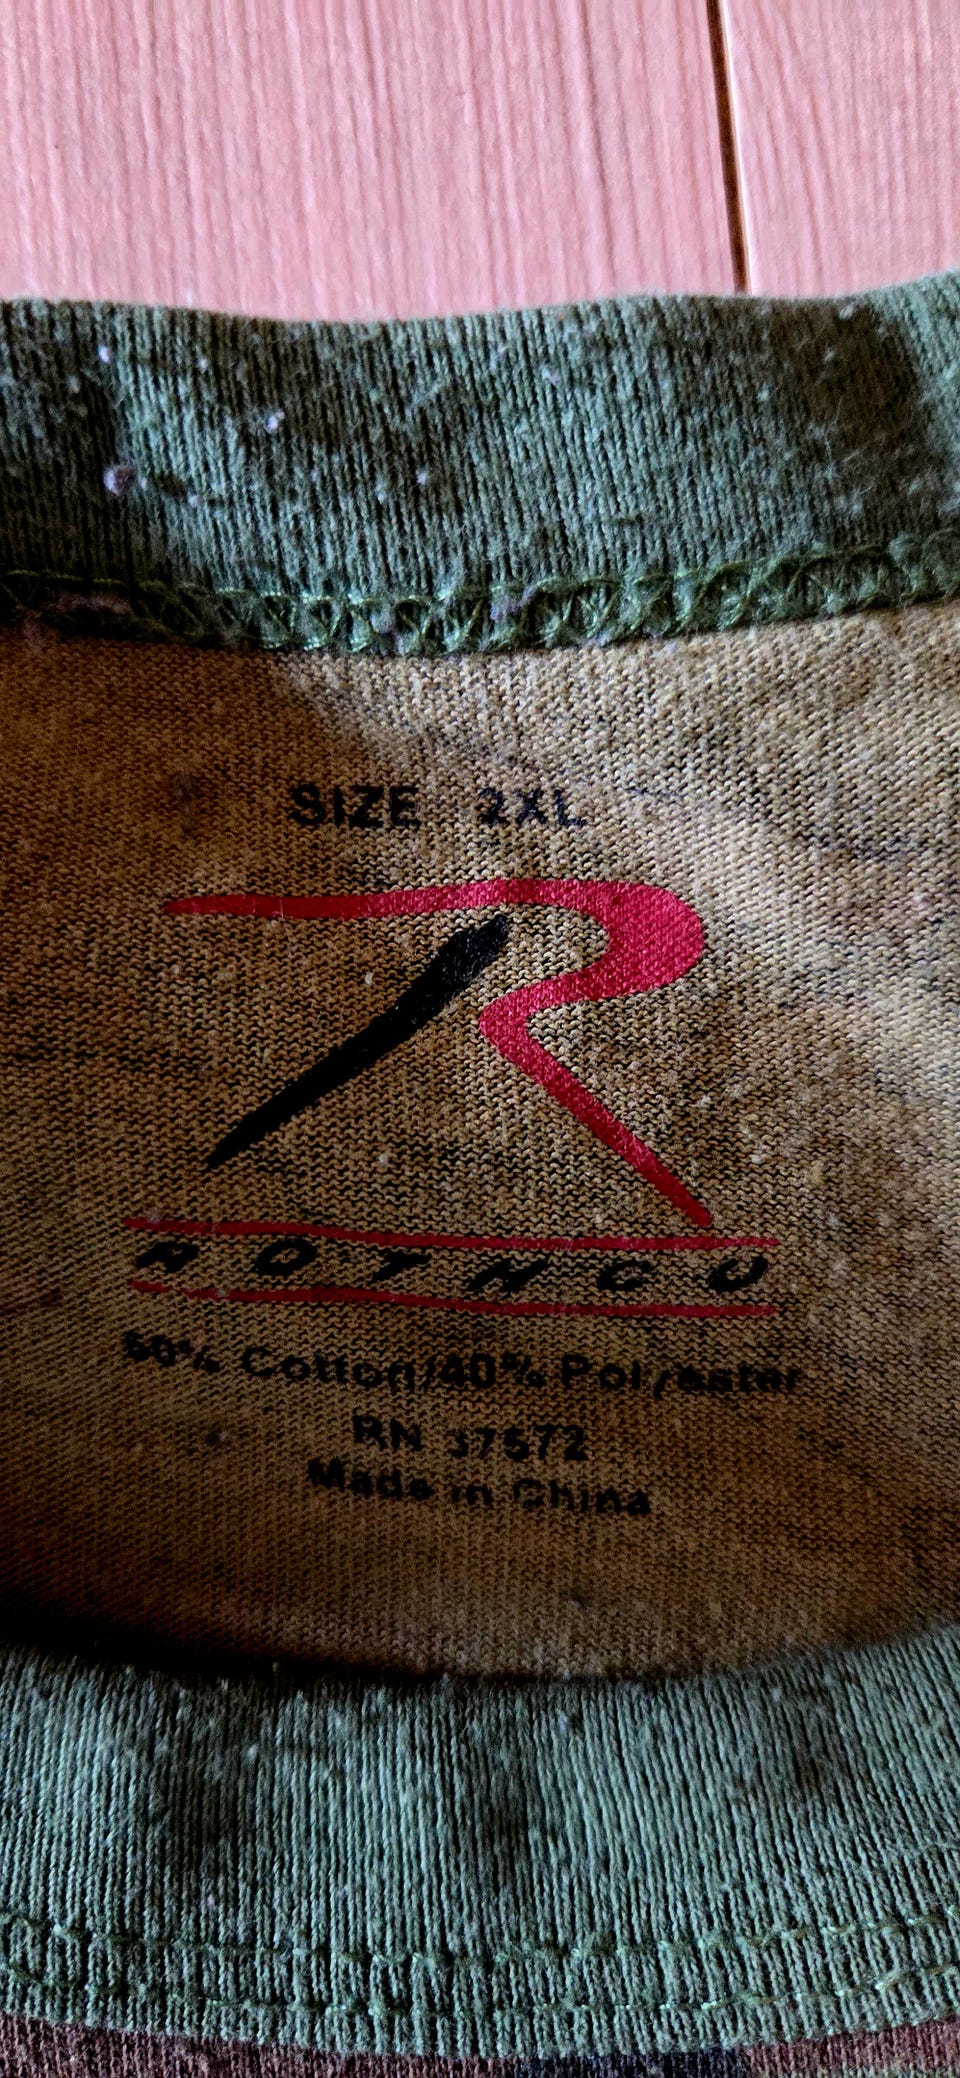 SIZE 2XL
R
ROTHCO
60% Cotton/40% Polyester
RN 37572
Made in China